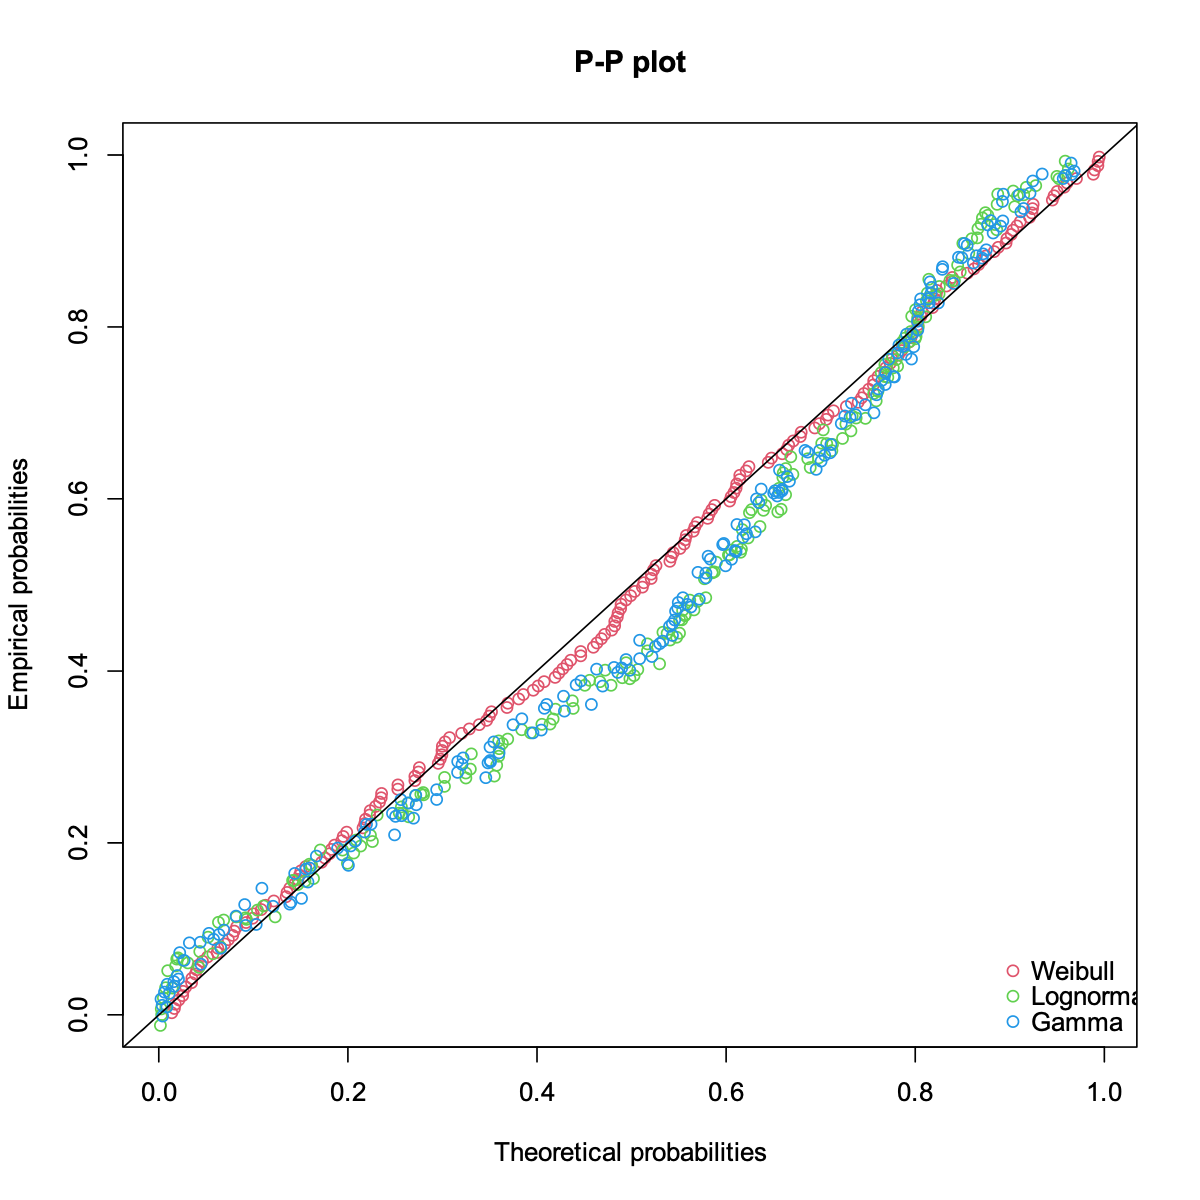 P-P plot
Empirical probabilities
1.0
0.8
0.6
0.4
0.2
0.0
Weibull
Lognorma
Gamma
0.0 0.2 0.4 0.6 0.8 1.0
Theoretical probabilities